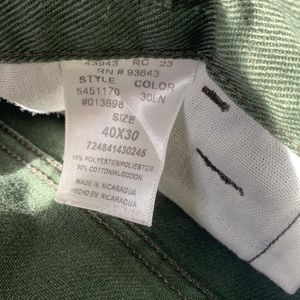 43943 RC 23
RN # 93643
STYLE COLOR
5451170 30LN
#013698
SIZE
40X30
724841430245
50% POLYESTER/POLIESTER
50% COTTON/ALGODON
MADE IN NICARAGUA
HECHO EN NICARAGUA